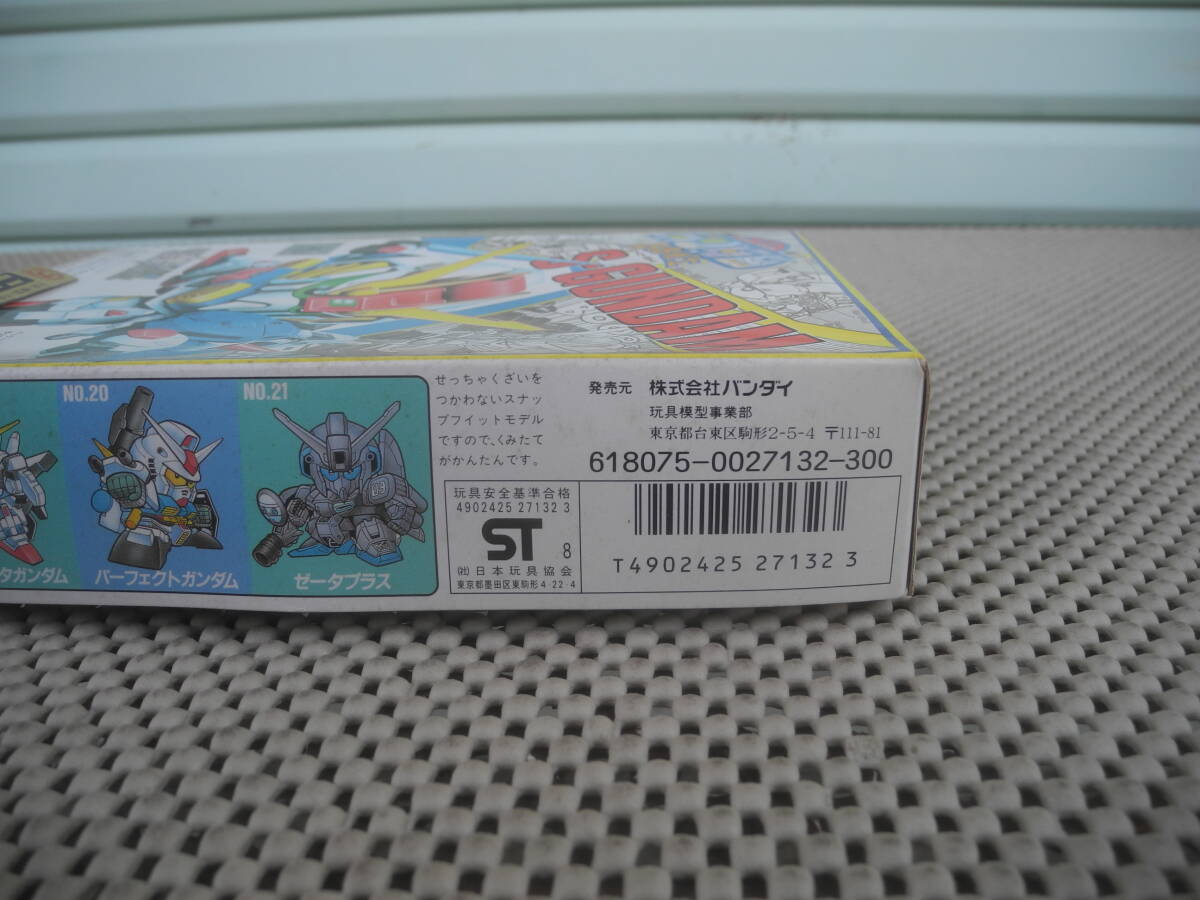 S.GUNDAM
NO.20
NO.21
タガンダム
パーフェクトガンダム
ゼータプラス
せっちゃくざいを
つかわないスナッ
プフイットモデル
ですので、くみたて
がかんたんです。
発売元 株式会社バンダイ
玩具模型事業部
東京都台東区駒形2-5-4 〒111-81
618075-0027132-300
玩具安全基準合格
4902425 27132 3
ST 8
㈳日本玩具協会
東京都墨田区東駒形4-22-4
T4902425 27132 3